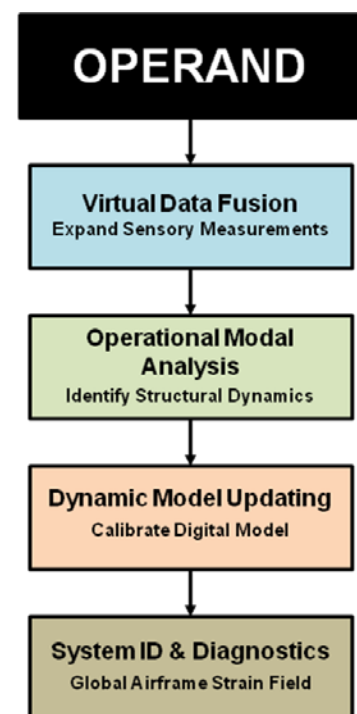 OPERAND
Virtual Data Fusion
Expand Sensory Measurements
Operational Modal
Analysis
Identify Structural Dynamics
Dynamic Model Updating
Calibrate Digital Model
System ID & Diagnostics
Global Airframe Strain Field